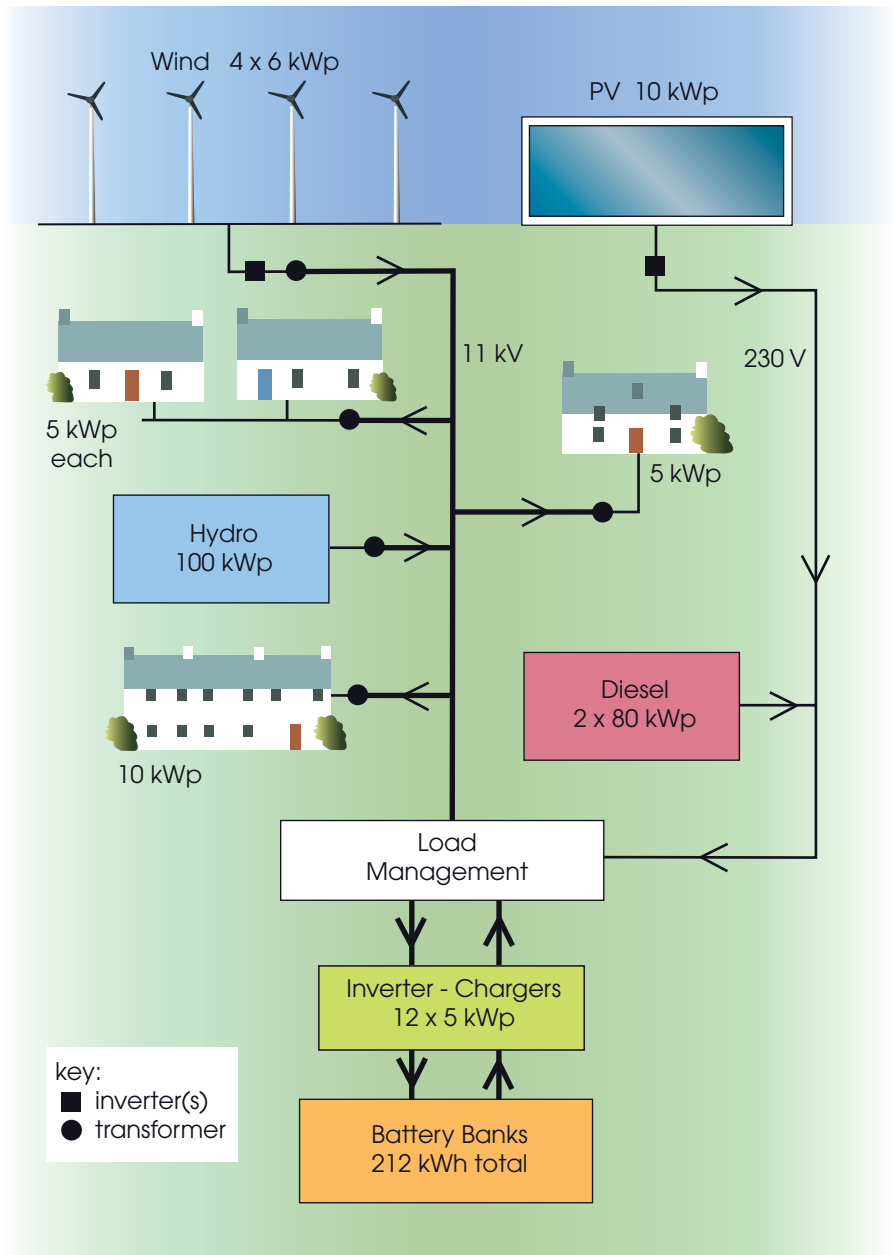 Wind 4 x 6 kWp
PV 10 kWp
11 kV
230 V
5 kWp
each
5 kWp
Hydro
100 kWp
Diesel
2 x 80 kWp
10 kWp
Load
Management
Inverter - Chargers
12 x 5 kWp
key:
inverter(s)
transformer
Battery Banks
212 kWh total